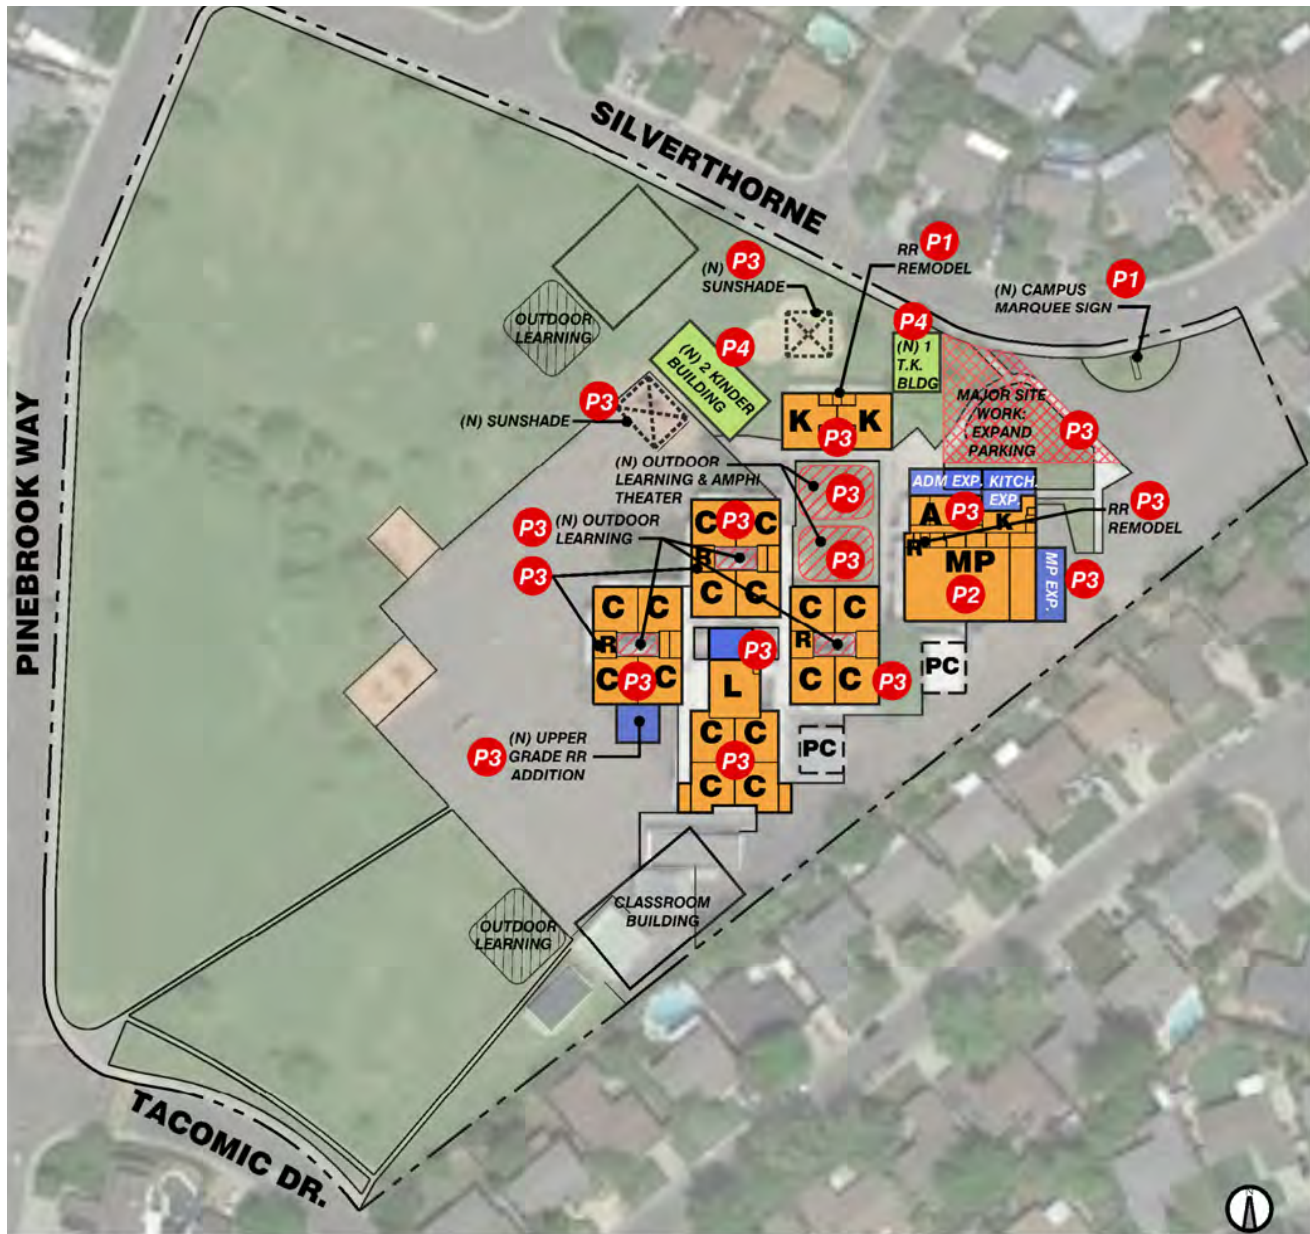 SILVERTHORNE
PINEBROOK WAY
TACOMIC DR.
RR
REMODEL
P1
(N) CAMPUS
MARQUEE SIGN
P1
(N)
SUNSHADE
P3
P4
(N) 1
T.K.
BLDG
OUTDOOR
LEARNING
P4
(N) 2 KINDER
BUILDING
MAJOR SITE
WORK:
EXPAND
PARKING
P3
P3
(N) SUNSHADE
K K
P3
(N) OUTDOOR
LEARNING & AMPHI
THEATER
P3
P3
ADM EXP.
KITCH.
EXP.
A
P3
K
R
MP
P2
P3
RR
REMODEL
MP EXP.
P3
P3
(N) OUTDOOR
LEARNING
P3
C C
P3
R
C C
C C
R
C C
P3
C C
R
C C
P3
P3
L
PC
PC
P3
(N) UPPER
GRADE RR
ADDITION
C C
P3
C C
CLASSROOM
BUILDING
OUTDOOR
LEARNING
N